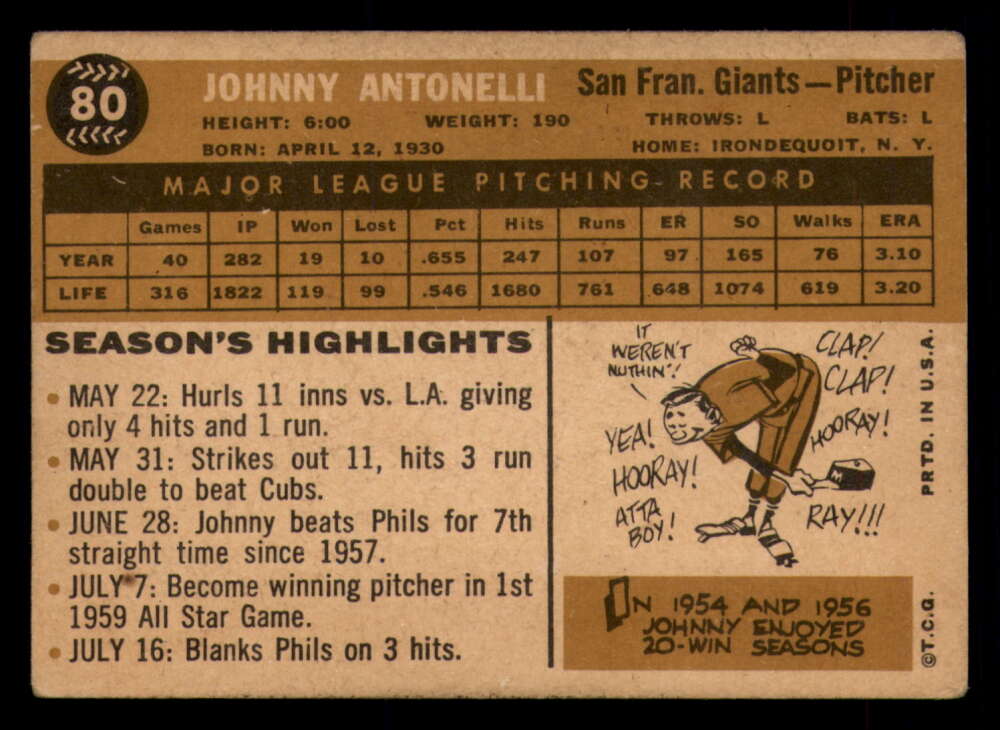 80
JOHNNY ANTONELLI San Fran. Giants—Pitcher
HEIGHT: 6:00 WEIGHT: 190 THROWS: L BATS: L
BORN: APRIL 12, 1930 HOME: IRONDEQUOIT, N. Y.
MAJOR LEAGUE PITCHING RECORD
Games IP Won Lost Pct Hits Runs ER SO Walks ERA
YEAR 40 282 19 10 .655 247 107 97 165 76 3.10
LIFE 316 1822 119 99 .546 1680 761 648 1074 619 3.20
SEASON'S HIGHLIGHTS
• MAY 22: Hurls 11 inns vs. L.A. giving
only 4 hits and 1 run.
• MAY 31: Strikes out 11, hits 3 run
double to beat Cubs.
• JUNE 28: Johnny beats Phils for 7th
straight time since 1957.
• JULY 7: Become winning pitcher in 1st
1959 All Star Game.
• JULY 16: Blanks Phils on 3 hits.
IT
WEREN'T
NUTHIN'!
CLAP!
CLAP!
YEA!
HOORAY!
HOORAY!
ATTA
BOY!
RAY!!!
IN 1954 AND 1956
JOHNNY ENJOYED
20-WIN SEASONS
PRTD. IN U.S.A.
©T.C.G.